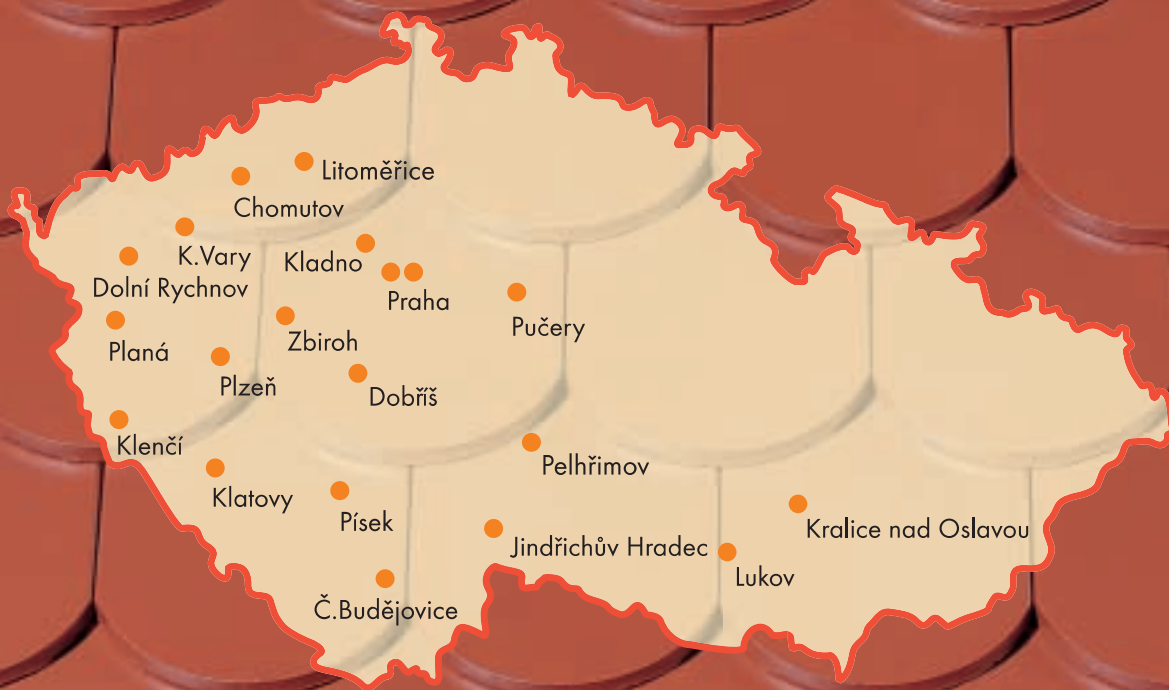 Litoměřice
Chomutov
K.Vary
Kladno
Dolní Rychnov
Praha
Pučery
Zbiroh
Planá
Plzeň
Dobříš
Klenčí
Pelhřimov
Klatovy
Písek
Kralice nad Oslavou
Jindřichův Hradec
Lukov
Č.Budějovice